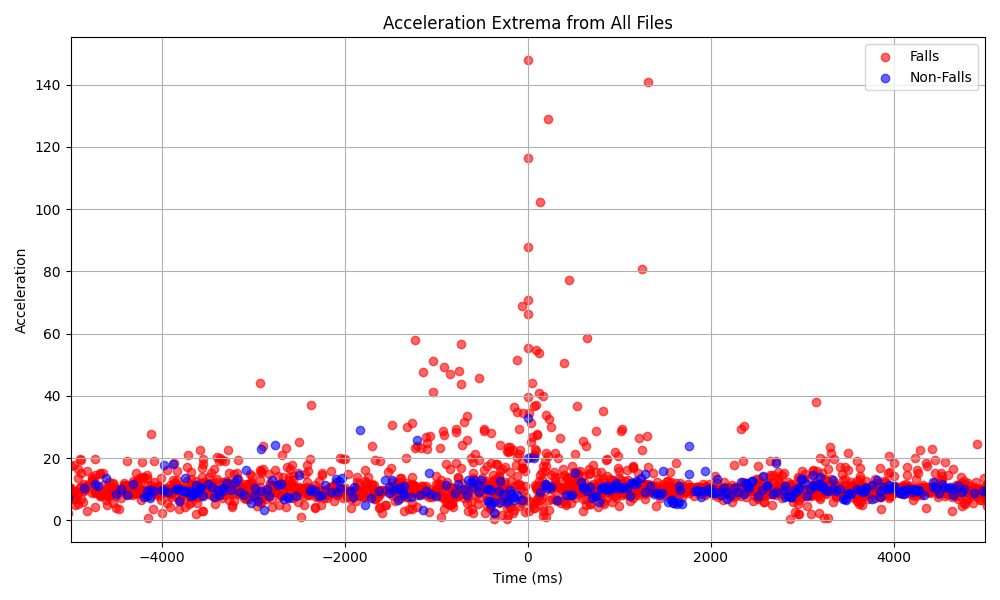 Acceleration Extrema from All Files
Falls
Non-Falls
Acceleration
140
120
100
80
60
40
20
0
−4000
−2000
0
2000
4000
Time (ms)